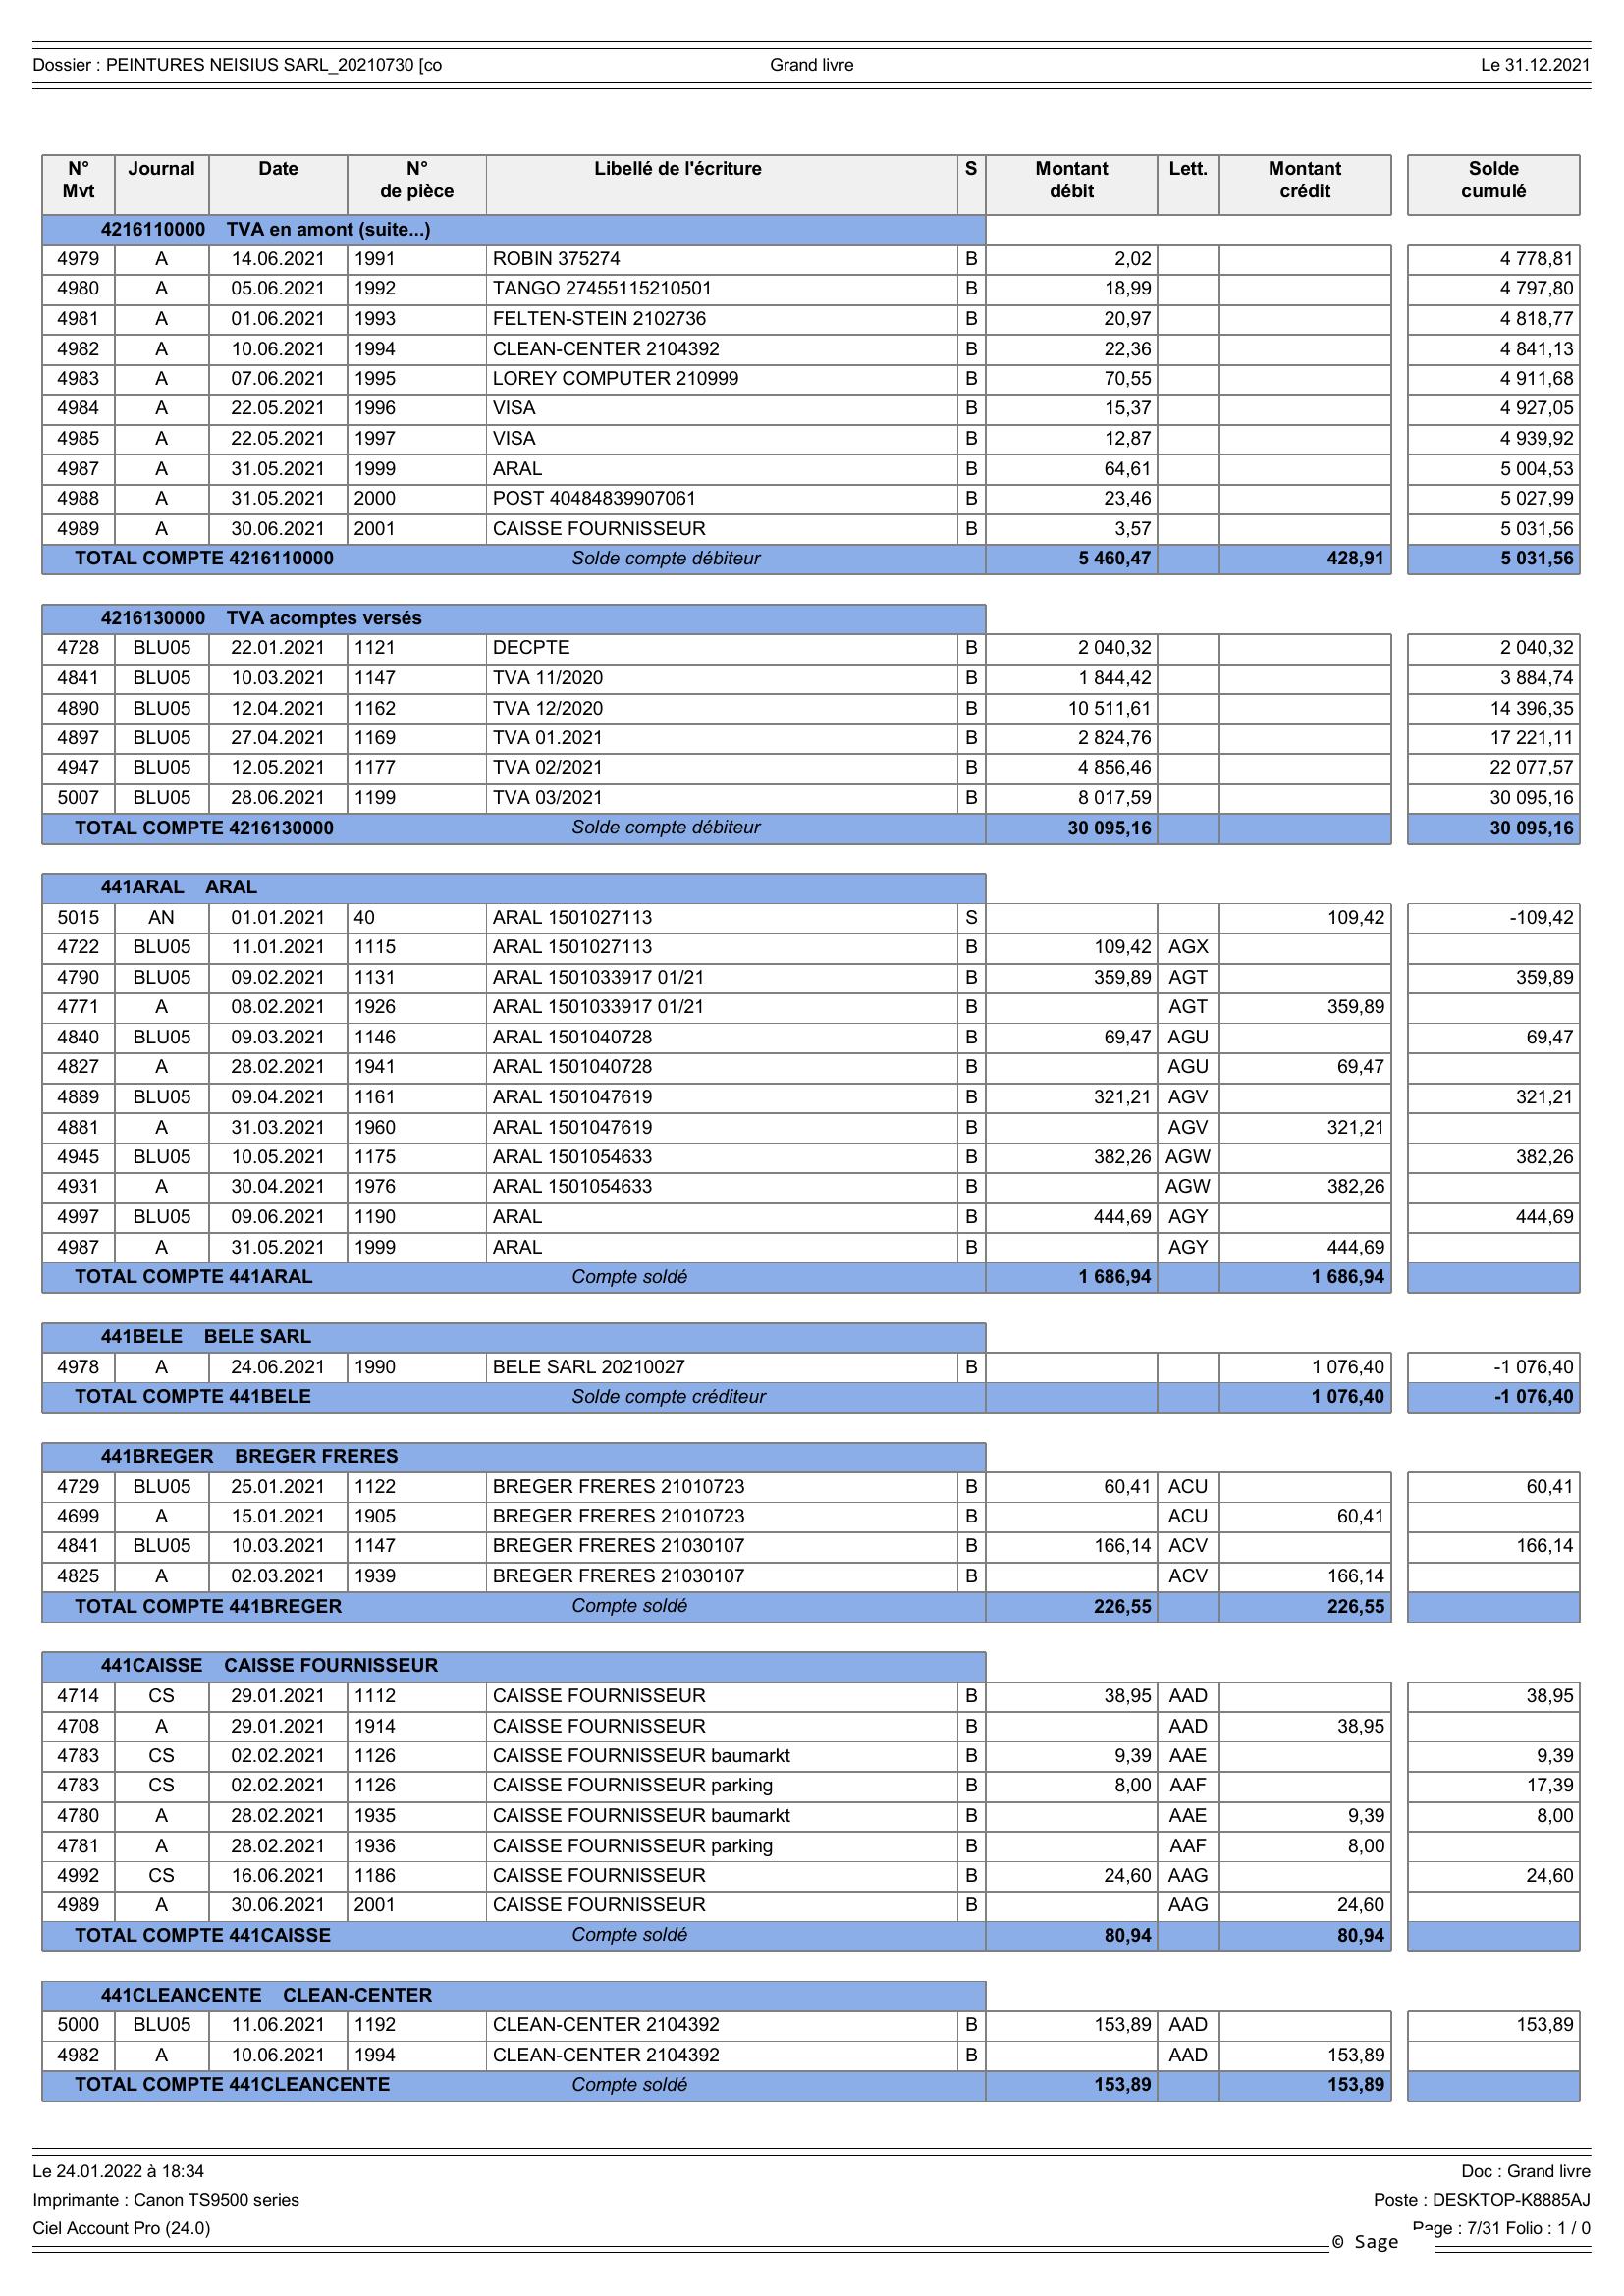 Dossier : PEINTURES NEISIUS SARL_20210730 [co Grand livre Le 31.12.2021
N° Mvt Journal Date N° de pièce Libellé de l'écriture S Montant débit Lett. Montant crédit Solde cumulé
4216110000 TVA en amont (suite...)
4979 A 14.06.2021 1991 ROBIN 375274 B 2,02 4 778,81
4980 A 05.06.2021 1992 TANGO 27455115210501 B 18,99 4 797,80
4981 A 01.06.2021 1993 FELTEN-STEIN 2102736 B 20,97 4 818,77
4982 A 10.06.2021 1994 CLEAN-CENTER 2104392 B 22,36 4 841,13
4983 A 07.06.2021 1995 LOREY COMPUTER 210999 B 70,55 4 911,68
4984 A 22.05.2021 1996 VISA B 15,37 4 927,05
4985 A 22.05.2021 1997 VISA B 12,87 4 939,92
4987 A 31.05.2021 1999 ARAL B 64,61 5 004,53
4988 A 31.05.2021 2000 POST 40484839907061 B 23,46 5 027,99
4989 A 30.06.2021 2001 CAISSE FOURNISSEUR B 3,57 5 031,56
TOTAL COMPTE 4216110000 Solde compte débiteur 5 460,47 428,91 5 031,56
4216130000 TVA acomptes versés
4728 BLU05 22.01.2021 1121 DECPTE B 2 040,32 2 040,32
4841 BLU05 10.03.2021 1147 TVA 11/2020 B 1 844,42 3 884,74
4890 BLU05 12.04.2021 1162 TVA 12/2020 B 10 511,61 14 396,35
4897 BLU05 27.04.2021 1169 TVA 01.2021 B 2 824,76 17 221,11
4947 BLU05 12.05.2021 1177 TVA 02/2021 B 4 856,46 22 077,57
5007 BLU05 28.06.2021 1199 TVA 03/2021 B 8 017,59 30 095,16
TOTAL COMPTE 4216130000 Solde compte débiteur 30 095,16 30 095,16
441ARAL ARAL
5015 AN 01.01.2021 40 ARAL 1501027113 S 109,42 -109,42
4722 BLU05 11.01.2021 1115 ARAL 1501027113 B 109,42 AGX
4790 BLU05 09.02.2021 1131 ARAL 1501033917 01/21 B 359,89 AGT 359,89
4771 A 08.02.2021 1926 ARAL 1501033917 01/21 B AGT 359,89
4840 BLU05 09.03.2021 1146 ARAL 1501040728 B 69,47 AGU 69,47
4827 A 28.02.2021 1941 ARAL 1501040728 B AGU 69,47
4889 BLU05 09.04.2021 1161 ARAL 1501047619 B 321,21 AGV 321,21
4881 A 31.03.2021 1960 ARAL 1501047619 B AGV 321,21
4945 BLU05 10.05.2021 1175 ARAL 1501054633 B 382,26 AGW 382,26
4931 A 30.04.2021 1976 ARAL 1501054633 B AGW 382,26
4997 BLU05 09.06.2021 1190 ARAL B 444,69 AGY 444,69
4987 A 31.05.2021 1999 ARAL B AGY 444,69
TOTAL COMPTE 441ARAL Compte soldé 1 686,94 1 686,94
441BELE BELE SARL
4978 A 24.06.2021 1990 BELE SARL 20210027 B 1 076,40 -1 076,40
TOTAL COMPTE 441BELE Solde compte créditeur 1 076,40 -1 076,40
441BREGER BREGER FRERES
4729 BLU05 25.01.2021 1122 BREGER FRERES 21010723 B 60,41 ACU 60,41
4699 A 15.01.2021 1905 BREGER FRERES 21010723 B ACU 60,41
4841 BLU05 10.03.2021 1147 BREGER FRERES 21030107 B 166,14 ACV 166,14
4825 A 02.03.2021 1939 BREGER FRERES 21030107 B ACV 166,14
TOTAL COMPTE 441BREGER Compte soldé 226,55 226,55
441CAISSE CAISSE FOURNISSEUR
4714 CS 29.01.2021 1112 CAISSE FOURNISSEUR B 38,95 AAD 38,95
4708 A 29.01.2021 1914 CAISSE FOURNISSEUR B AAD 38,95
4783 CS 02.02.2021 1126 CAISSE FOURNISSEUR baumarkt B 9,39 AAE 9,39
4783 CS 02.02.2021 1126 CAISSE FOURNISSEUR parking B 8,00 AAF 17,39
4780 A 28.02.2021 1935 CAISSE FOURNISSEUR baumarkt B AAE 9,39 8,00
4781 A 28.02.2021 1936 CAISSE FOURNISSEUR parking B AAF 8,00
4992 CS 16.06.2021 1186 CAISSE FOURNISSEUR B 24,60 AAG 24,60
4989 A 30.06.2021 2001 CAISSE FOURNISSEUR B AAG 24,60
TOTAL COMPTE 441CAISSE Compte soldé 80,94 80,94
441CLEANCENTE CLEAN-CENTER
5000 BLU05 11.06.2021 1192 CLEAN-CENTER 2104392 B 153,89 AAD 153,89
4982 A 10.06.2021 1994 CLEAN-CENTER 2104392 B AAD 153,89
TOTAL COMPTE 441CLEANCENTE Compte soldé 153,89 153,89
Le 24.01.2022 à 18:34 Doc : Grand livre
Imprimante : Canon TS9500 series Poste : DESKTOP-K8885AJ
Ciel Account Pro (24.0) Page : 7/31 Folio : 1 / 0
© Sage